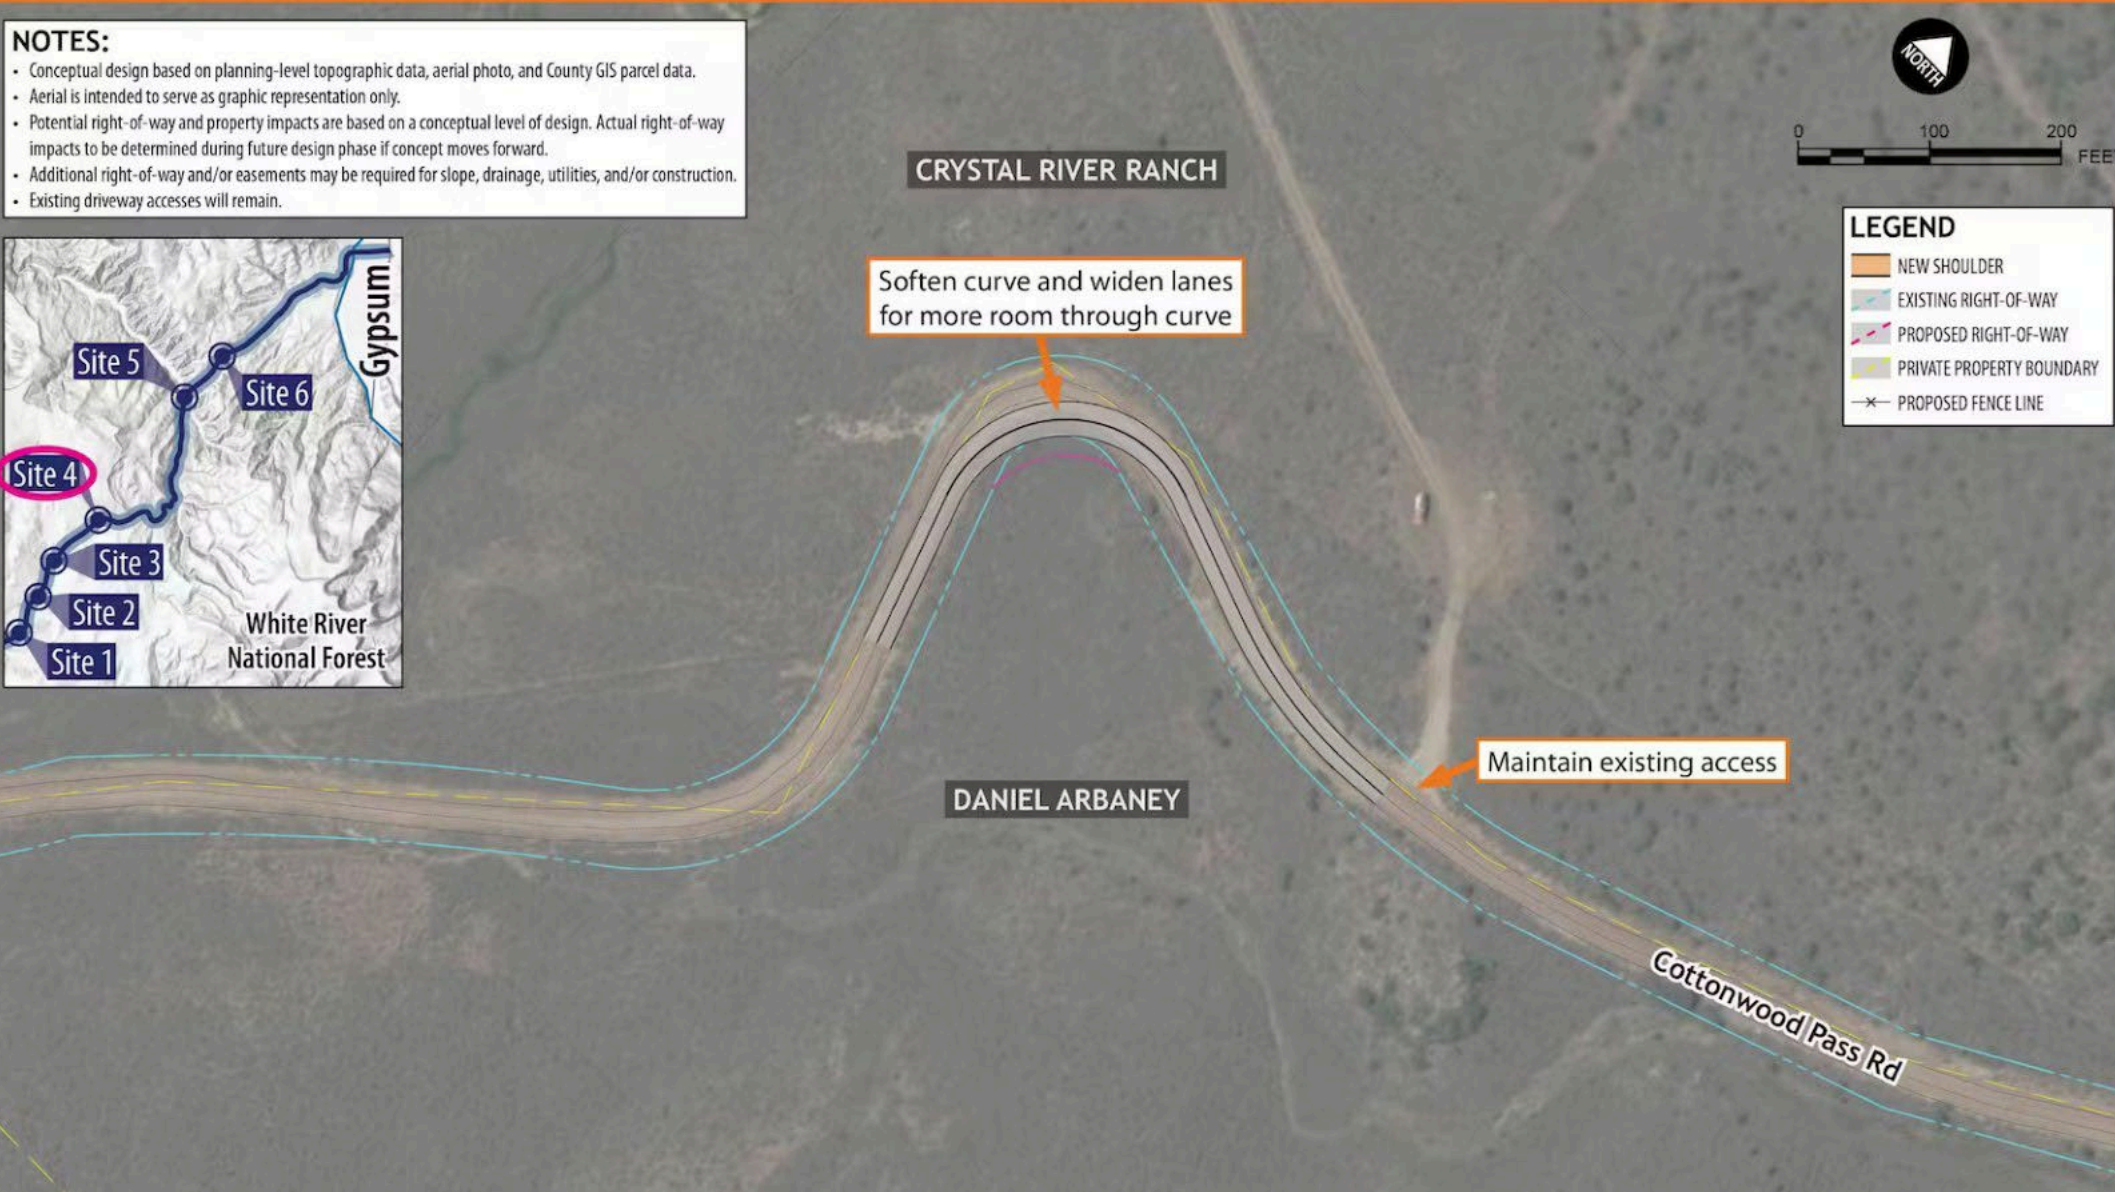 NOTES:
• Conceptual design based on planning-level topographic data, aerial photo, and County GIS parcel data.
• Aerial is intended to serve as graphic representation only.
• Potential right-of-way and property impacts are based on a conceptual level of design. Actual right-of-way
impacts to be determined during future design phase if concept moves forward.
• Additional right-of-way and/or easements may be required for slope, drainage, utilities, and/or construction.
• Existing driveway accesses will remain.
NORTH
0 100 200
FEE
CRYSTAL RIVER RANCH
LEGEND
NEW SHOULDER
EXISTING RIGHT-OF-WAY
PROPOSED RIGHT-OF-WAY
PRIVATE PROPERTY BOUNDARY
PROPOSED FENCE LINE
Soften curve and widen lanes
for more room through curve
Gypsum
Site 5
Site 6
Site 4
Site 3
Site 2
Site 1
White River
National Forest
Maintain existing access
DANIEL ARBANEY
Cottonwood Pass Rd